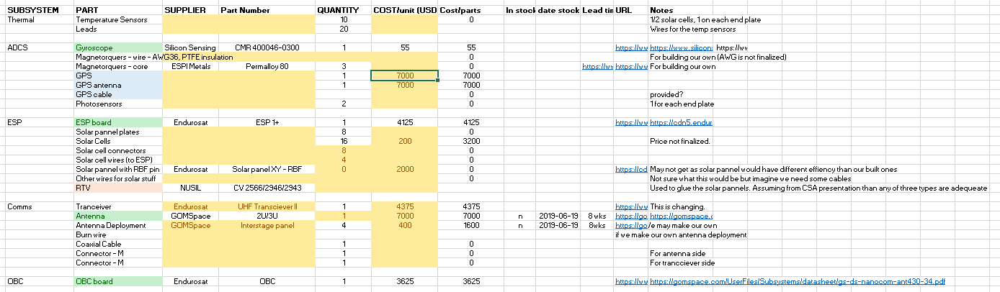 SUBSYSTEM PART SUPPLIER Part Number QUANTITY COST/unit (USD Cost/parts In stock date stock Lead tin URL Notes
Thermal Temperature Sensors 10 0 1/2 solar cells, 1 on each end plate
Leads 20 Wires for the temp sensors
ADCS Gyroscope Silicon Sensing CMR 400046-0300 1 55 55 https://ww https://www.silicon: https://ww
Magnetorquers - wire - AWG36, PTFE insulation 0 For building our own (AWG is not finalized)
Magnetorquers - core ESPI Metals Permalloy 80 3 0 https://ww https://ww For building our own
GPS 1 7000 7000
GPS antenna 1 7000 7000
GPS cable 0 provided?
Photosensors 2 0 1 for each end plate
ESP ESP board Endurosat ESP 1+ 1 4125 4125 https://ww https://cdn5.endur
Solar pannel plates 8 0
Solar Cells 16 200 3200 Price not finalized.
Solar cell connectors 8 0
Solar cell wires (to ESP) 4 0
Solar pannel with RBF pin Endurosat Solar panel XY - RBF 0 2000 0 https://cd May not get as solar pannel would have different effiency than our built ones
Other wires for solar stuff 0 Not sure what this would be but imagine we need some cables
RTV NUSIL CV 2566/2946/2943 Used to glue the solar pannels. Assuming from CSA presentation than any of three types are adequeate
Comms Tranceiver Endurosat UHF Transciever II 1 4375 4375 https://ww This is changing.
Antenna GOMSpace 2U/3U 1 7000 7000 n 2019-06-19 8 wks https://go https://gomspace.c
Antenna Deployment GOMSpace Interstage panel 4 400 1600 n 2019-06-19 8wks https://go /e may make our own
Burn wire if we make our own antenna deployment
Coaxial Cable 1 0
Connector - M 1 0 For antenna side
Connector - M 1 0 For trancciever side
OBC OBC board Endurosat OBC 1 3625 3625 https://ww https://gomspace.com/UserFiles/Subsystems/datasheet/gs-ds-nanocom-ant430-34.pdf